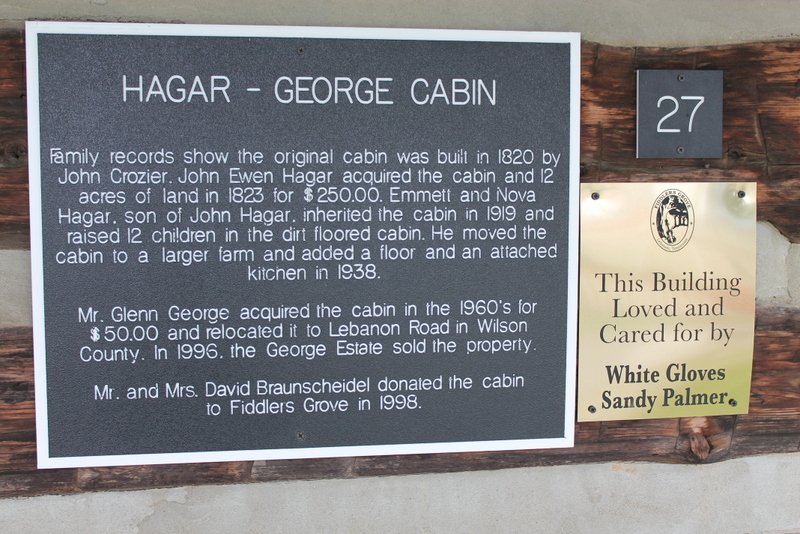 HAGAR - GEORGE CABIN
Family records show the original cabin was built in 1820 by
John Crozier. John Ewen Hagar acquired the cabin and 12
acres of land in 1823 for $250.00. Emmett and Nova
Hagar, son of John Hagar, inherited the cabin in 1919 and
raised 12 children in the dirt floored cabin. He moved the
cabin to a larger farm and added a floor and an attached
kitchen in 1938.
Mr. Glenn George acquired the cabin in the 1960's for
$50.00 and relocated it to Lebanon Road in Wilson
County. In 1996, the George Estate sold the property.
Mr. and Mrs. David Braunscheidel donated the cabin
to Fiddlers Grove in 1998.
27
FIDDLERS GROVE
This Building
Loved and
Cared for by
White Gloves
Sandy Palmer